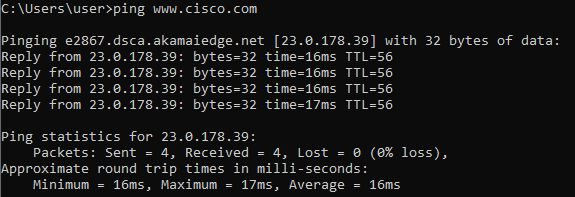 C:\Users\user>ping www.cisco.com
Pinging e2867.dsca.akamaiedge.net [23.0.178.39] with 32 bytes of data:
Reply from 23.0.178.39: bytes=32 time=16ms TTL=56
Reply from 23.0.178.39: bytes=32 time=16ms TTL=56
Reply from 23.0.178.39: bytes=32 time=16ms TTL=56
Reply from 23.0.178.39: bytes=32 time=17ms TTL=56
Ping statistics for 23.0.178.39:
    Packets: Sent = 4, Received = 4, Lost = 0 (0% loss),
Approximate round trip times in milli-seconds:
    Minimum = 16ms, Maximum = 17ms, Average = 16ms